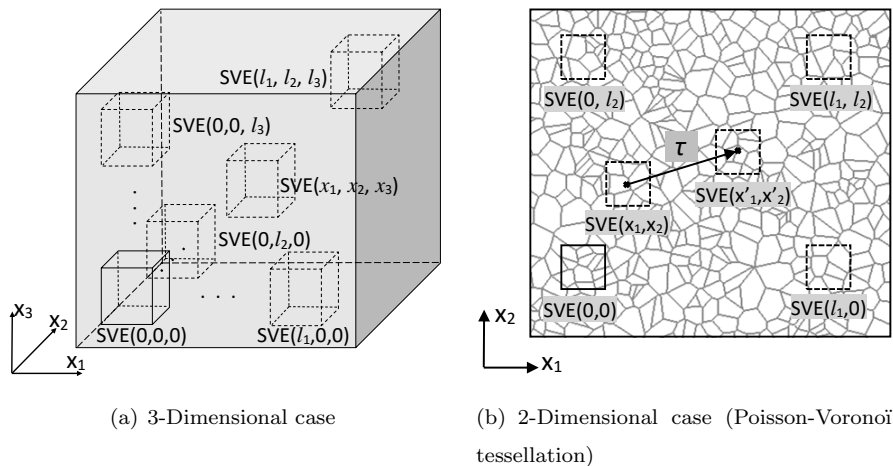 SVE(l₁, l₂, l₃)
SVE(0,0, l₃)
SVE(x₁, x₂, x₃)
SVE(0,l₂,0)
SVE(0,0,0)
SVE(l₁,0,0)
x₃
x₂
x₁
(a) 3-Dimensional case
SVE(0, l₂)
SVE(l₁, l₂)
τ
SVE(x'₁,x'₂)
SVE(x₁,x₂)
SVE(0,0)
SVE(l₁,0)
x₂
x₁
(b) 2-Dimensional case (Poisson-Voronoï
tessellation)